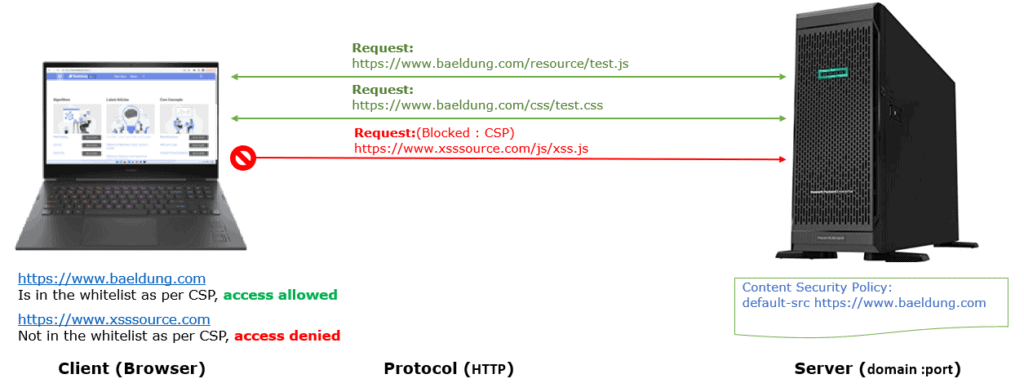 Request:
https://www.baeldung.com/resource/test.js
Request:
https://www.baeldung.com/css/test.css
Request:(Blocked : CSP)
https://www.xsssource.com/js/xss.js
https://www.baeldung.com
Is in the whitelist as per CSP, access allowed
https://www.xsssource.com
Not in the whitelist as per CSP, access denied
Content Security Policy:
default-src https://www.baeldung.com
Client (Browser)
Protocol (HTTP)
Server (domain :port)